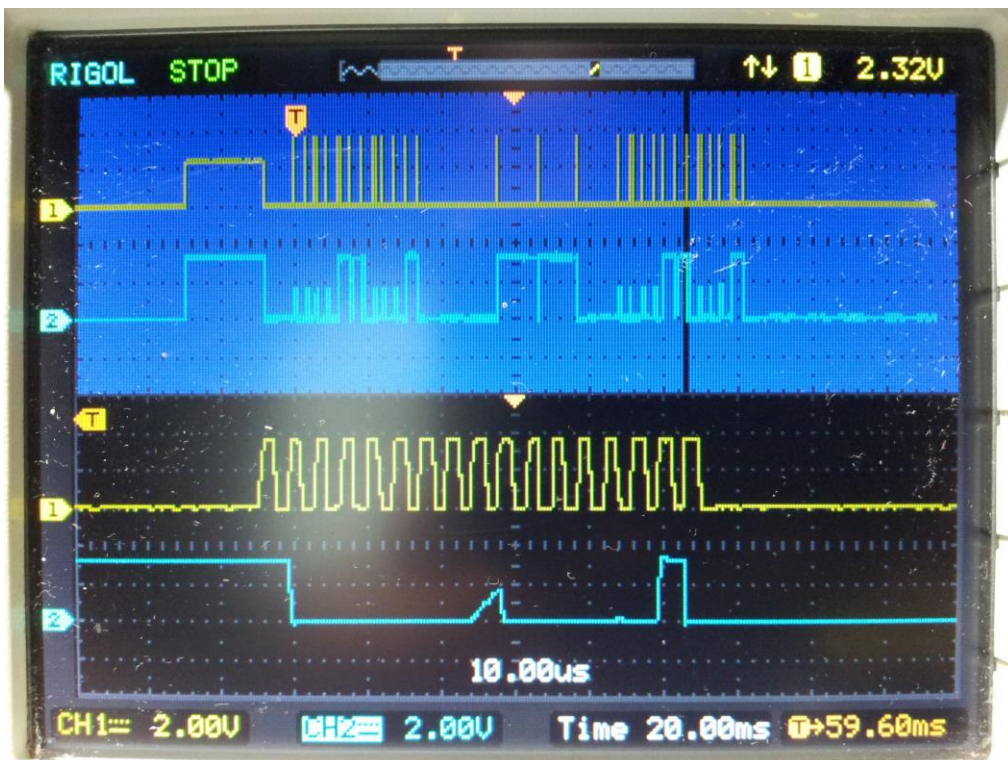 RIGOL STOP T ↑↓ 1 2.32V
T
1
2
T
1
2
10.00us
CH1 2.00V CH2 2.00V Time 20.00ms T→59.60ms